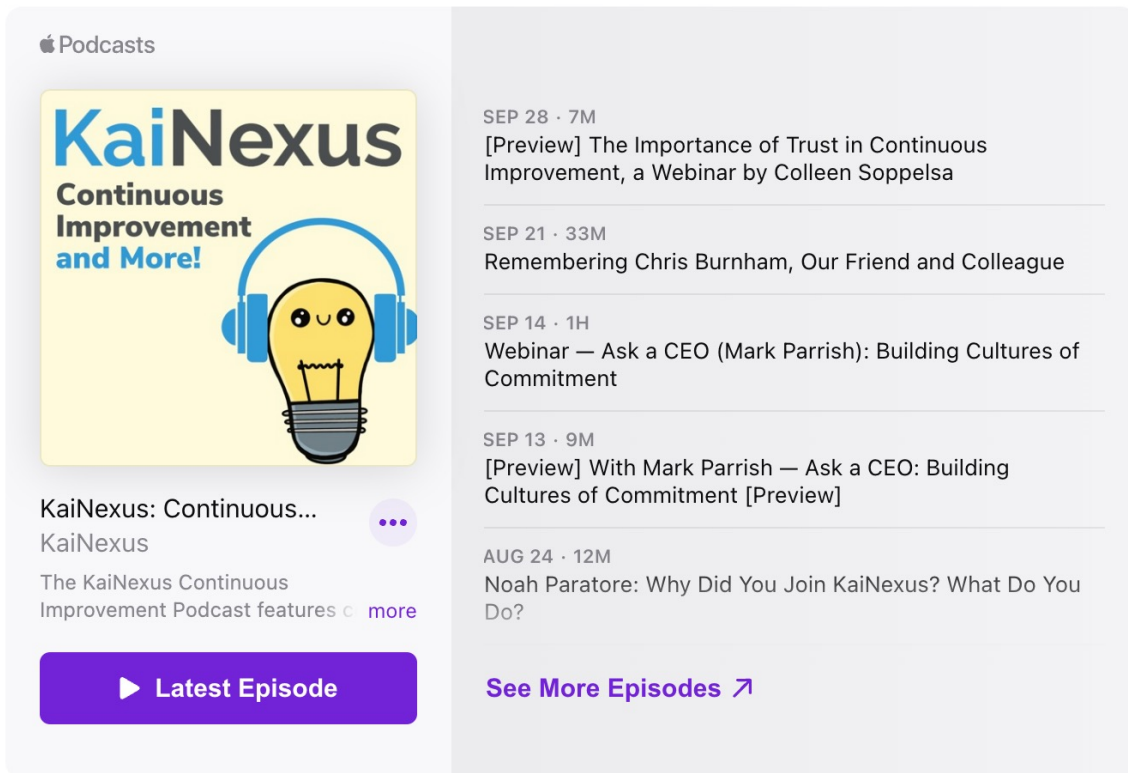 Podcasts
KaiNexus
Continuous
Improvement
and More!
KaiNexus: Continuous...
KaiNexus
The KaiNexus Continuous
Improvement Podcast features c more
Latest Episode
SEP 28 · 7M
[Preview] The Importance of Trust in Continuous
Improvement, a Webinar by Colleen Soppelsa
SEP 21 · 33M
Remembering Chris Burnham, Our Friend and Colleague
SEP 14 · 1H
Webinar — Ask a CEO (Mark Parrish): Building Cultures of
Commitment
SEP 13 · 9M
[Preview] With Mark Parrish — Ask a CEO: Building
Cultures of Commitment [Preview]
AUG 24 · 12M
Noah Paratore: Why Did You Join KaiNexus? What Do You
Do?
See More Episodes